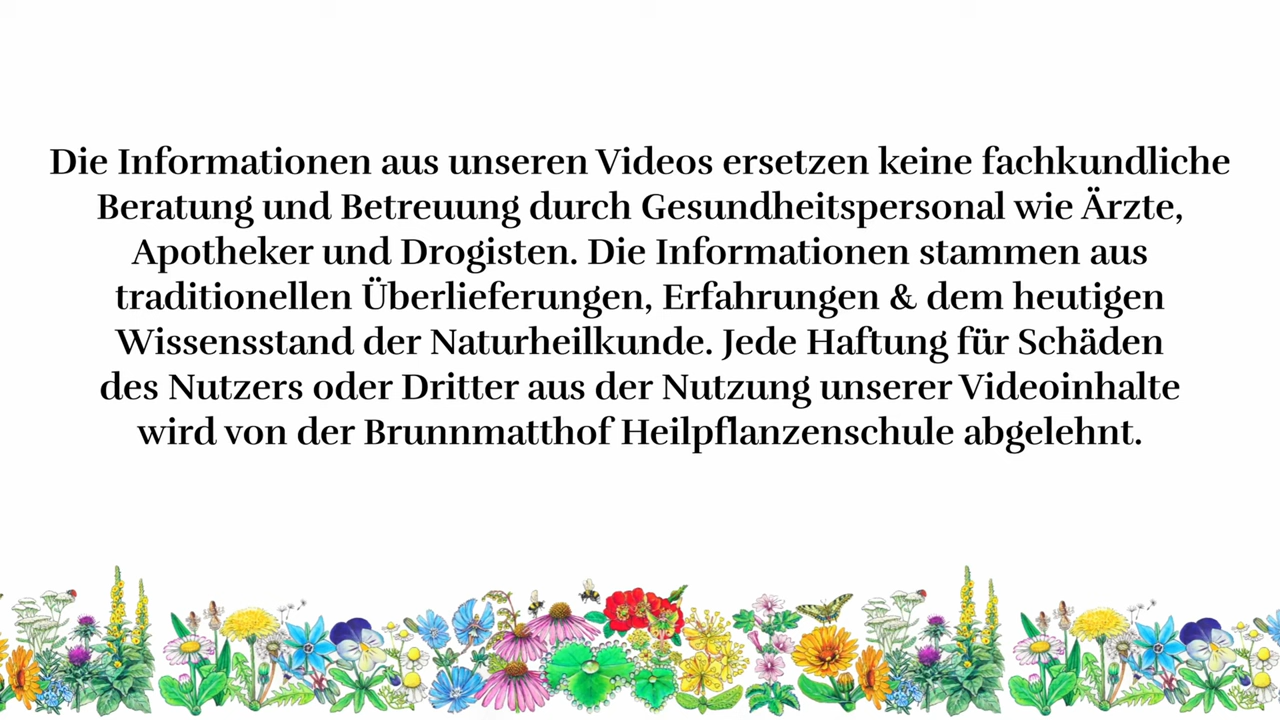 Die Informationen aus unseren Videos ersetzen keine fachkundliche
Beratung und Betreuung durch Gesundheitspersonal wie Ärzte,
Apotheker und Drogisten. Die Informationen stammen aus
traditionellen Überlieferungen, Erfahrungen & dem heutigen
Wissensstand der Naturheilkunde. Jede Haftung für Schäden
des Nutzers oder Dritter aus der Nutzung unserer Videoinhalte
wird von der Brunnmatthof Heilpflanzenschule abgelehnt.